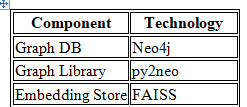 Component Technology
Graph DB Neo4j
Graph Library py2neo
Embedding Store FAISS